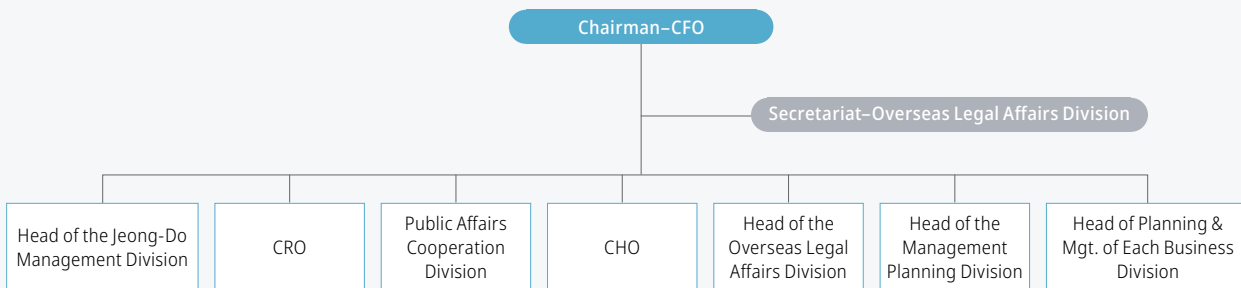 Chairman–CFO
Secretariat–Overseas Legal Affairs Division
Head of the Jeong-Do
Management Division
CRO
Public Affairs
Cooperation
Division
CHO
Head of the
Overseas Legal
Affairs Division
Head of the
Management
Planning Division
Head of Planning &
Mgt. of Each Business
Division